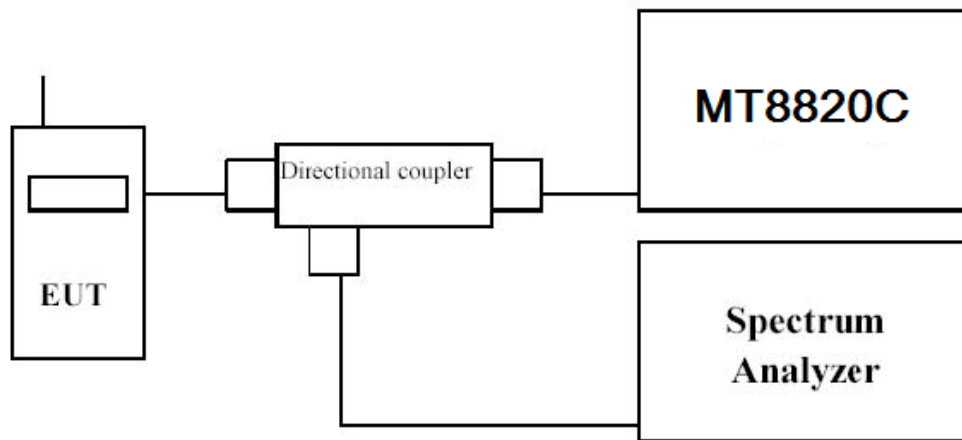 MT8820C
Directional coupler
EUT
Spectrum
Analyzer